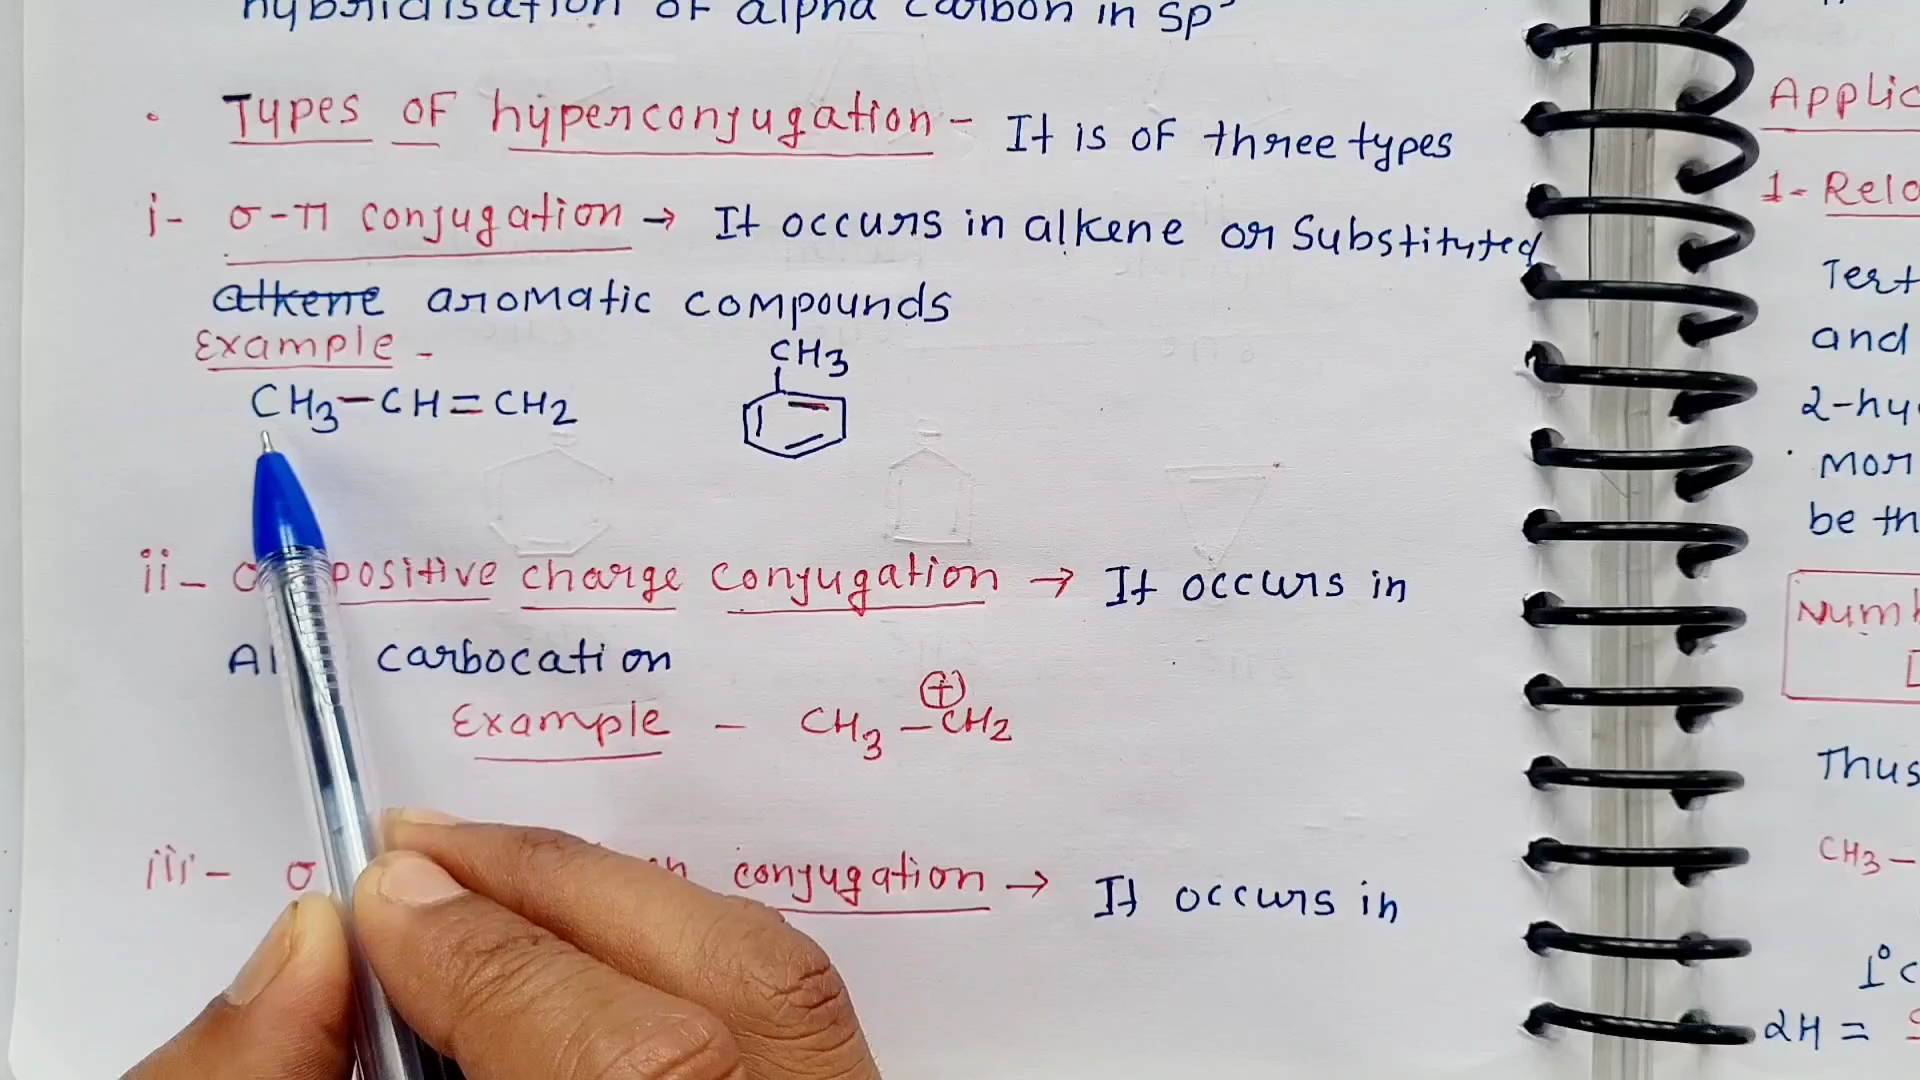 hybridisation of alpha carbon in sp³
• Types of hyperconjugation - It is of three types
i- σ-π conjugation → It occurs in alkene or substituted
alkene aromatic compounds
Example -
CH3-CH=CH2
CH3
ii- σ positive charge conjugation → It occurs in
carbocation
Example - CH3-CH2
+
iii- σ conjugation → It occurs in
Applic
1- Rela
Tert
and
2-hy
mor
be th
Num
Thus
CH3-
1° c
2H =